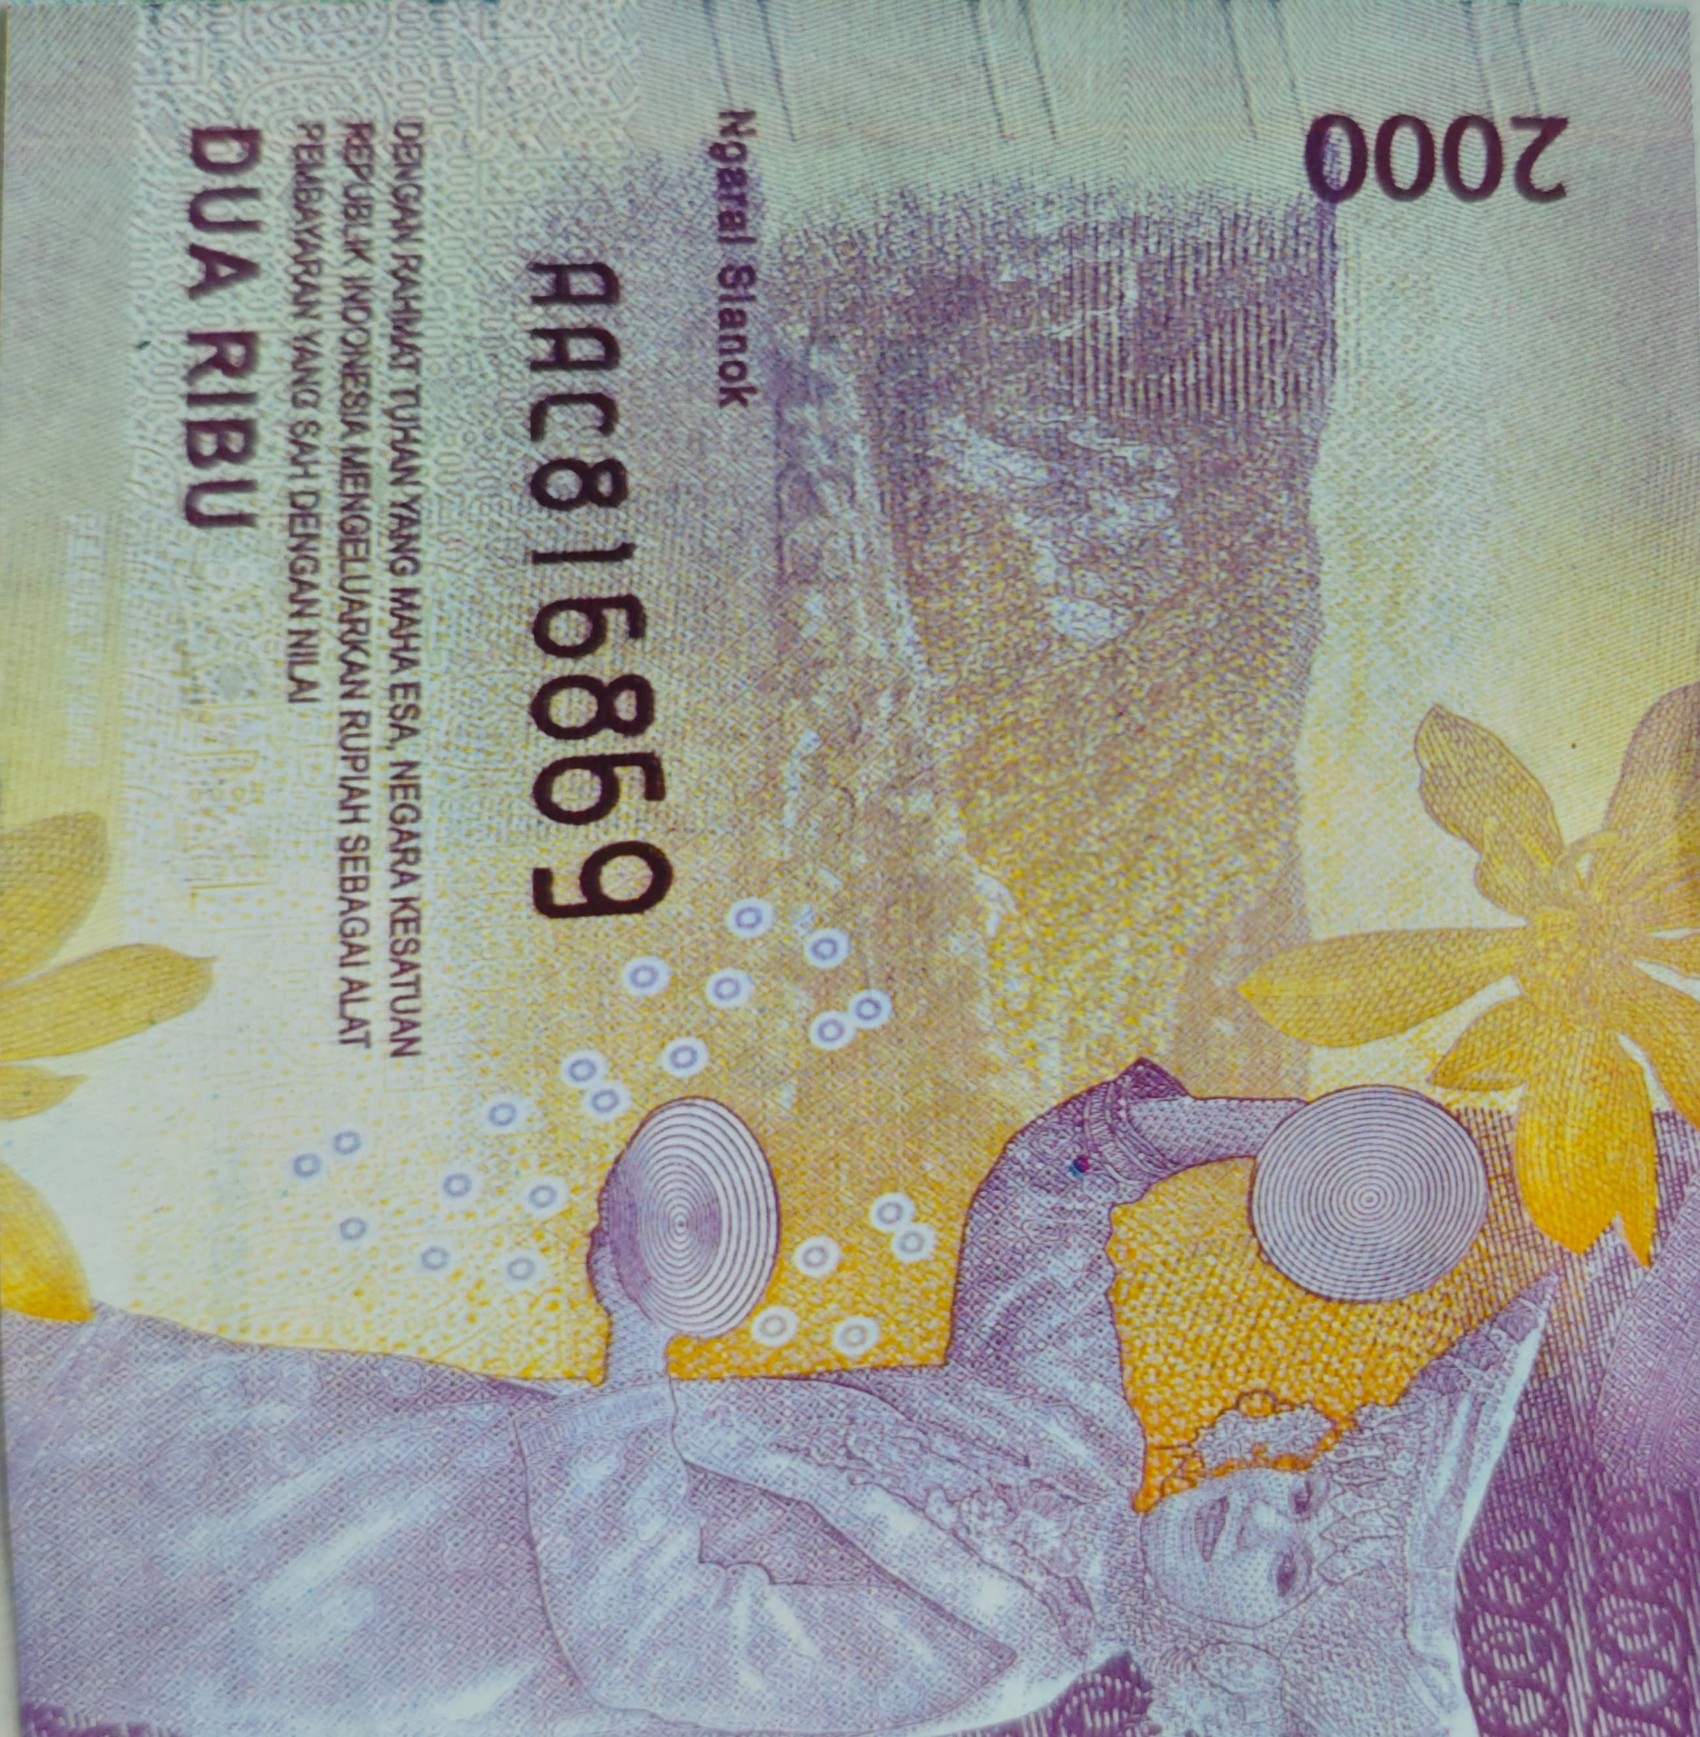 2000
Ngarai Sianok
AAC816869
DENGAN RAHMAT TUHAN YANG MAHA ESA, NEGARA KESATUAN
REPUBLIK INDONESIA MENGELUARKAN RUPIAH SEBAGAI ALAT
PEMBAYARAN YANG SAH DENGAN NILAI
DUA RIBU